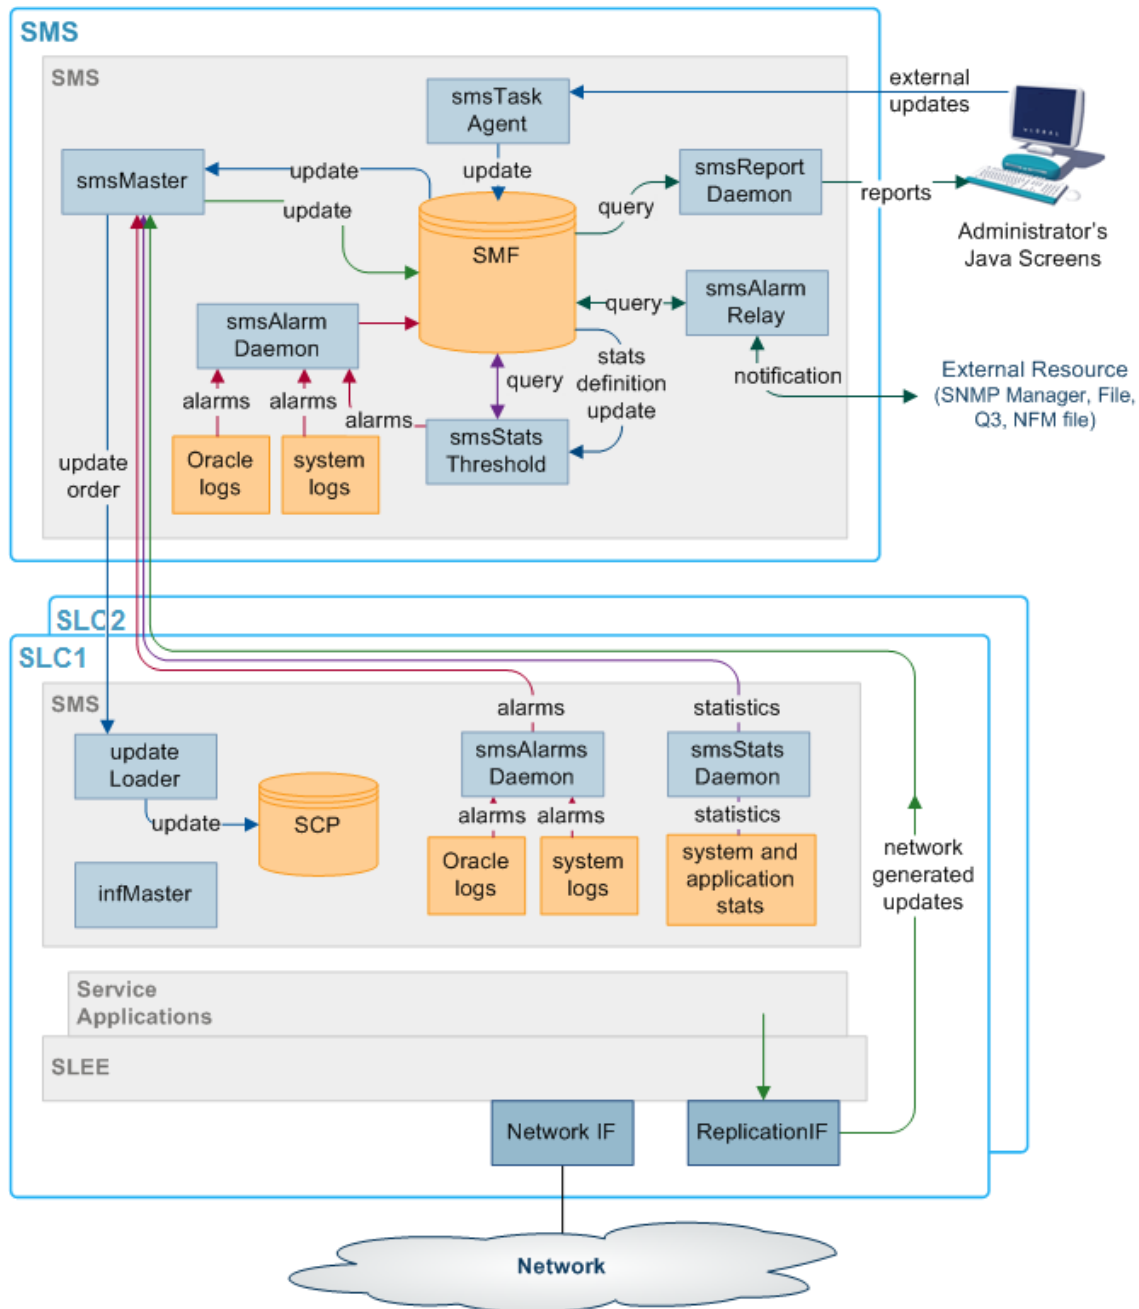 SMS
SMS
smsTask
Agent
external
updates
smsMaster
update
update
update
smsReport
Daemon
reports
query
SMF
Administrator's
Java Screens
smsAlarm
Daemon
query
smsAlarm
Relay
stats
definition
update
query
notification
External Resource
(SNMP Manager, File,
Q3, NFM file)
alarms
alarms
alarms
smsStats
Threshold
Oracle
logs
system
logs
update
order
SLC2
SLC1
SMS
alarms
statistics
update
Loader
smsAlarms
Daemon
smsStats
Daemon
update
SCP
alarms
alarms
statistics
Oracle
logs
system
logs
system and
application
stats
network
generated
updates
infMaster
Service
Applications
SLEE
Network IF
ReplicationIF
Network